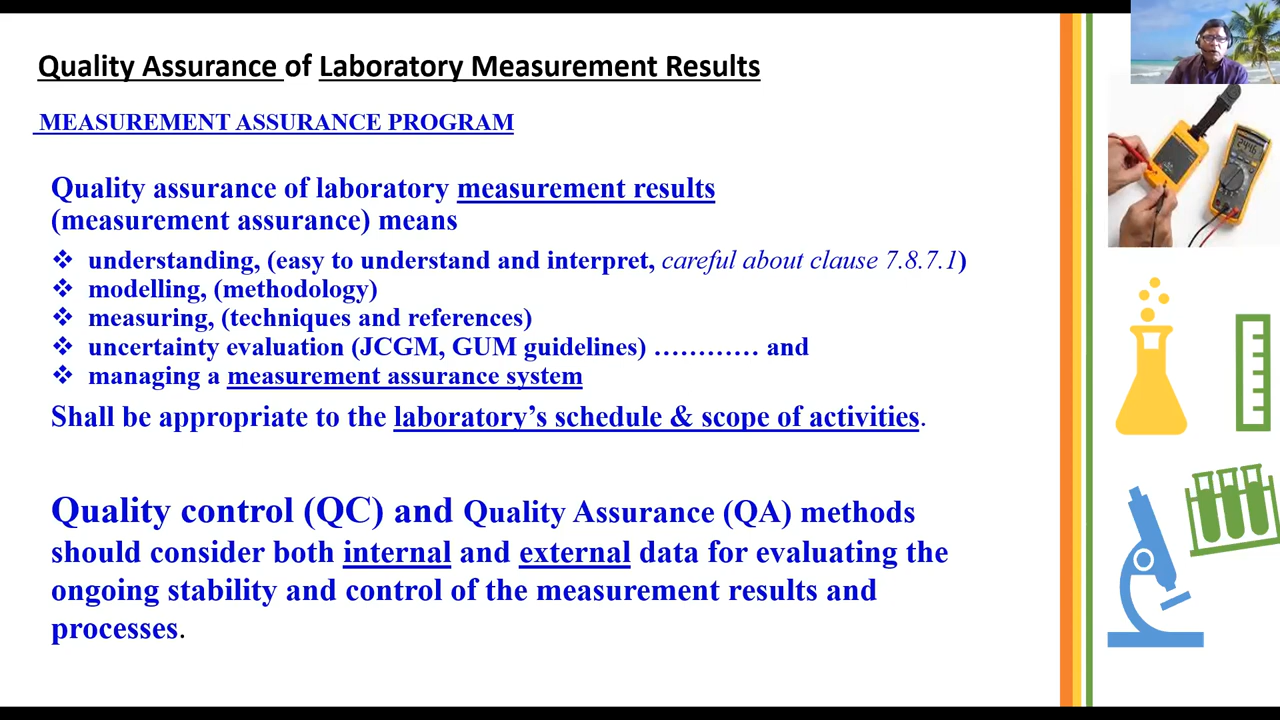 Quality Assurance of Laboratory Measurement Results
MEASUREMENT ASSURANCE PROGRAM
Quality assurance of laboratory measurement results
(measurement assurance) means
❖ understanding, (easy to understand and interpret, careful about clause 7.8.7.1)
❖ modelling, (methodology)
❖ measuring, (techniques and references)
❖ uncertainty evaluation (JCGM, GUM guidelines) ………… and
❖ managing a measurement assurance system
Shall be appropriate to the laboratory’s schedule & scope of activities.
Quality control (QC) and Quality Assurance (QA) methods
should consider both internal and external data for evaluating the
ongoing stability and control of the measurement results and
processes.